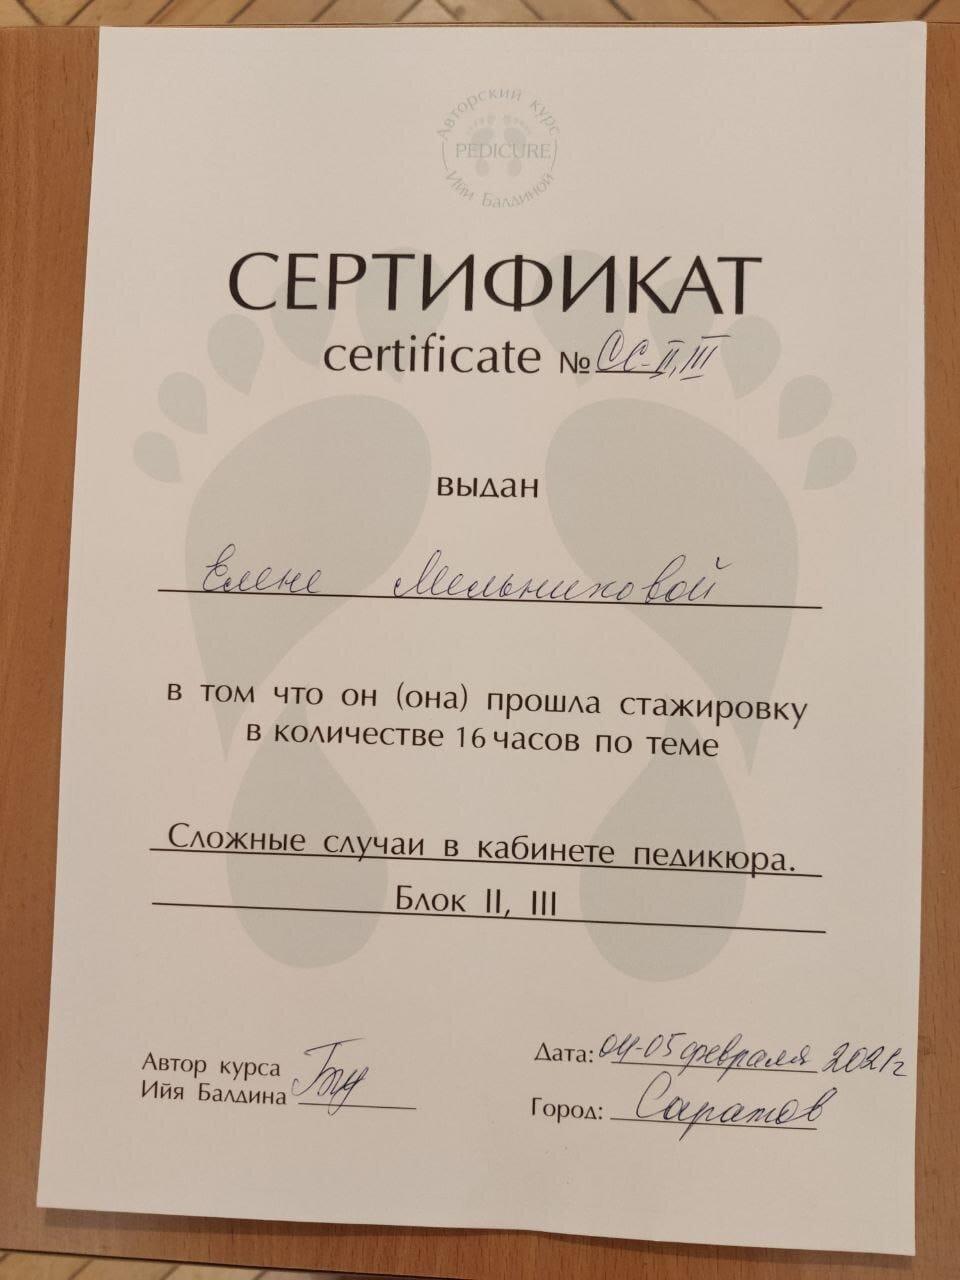 Авторский курс
PEDICURE
Ийи Балдиной
СЕРТИФИКАТ
certificate № СС-II, III
выдан
Елене Мельниковой
в том что он (она) прошла стажировку
в количестве 16 часов по теме
Сложные случаи в кабинете педикюра.
Блок II, III
Автор курса
Ийя Балдина
Дата: 04-05 февраля 2021г
Город: Саратов